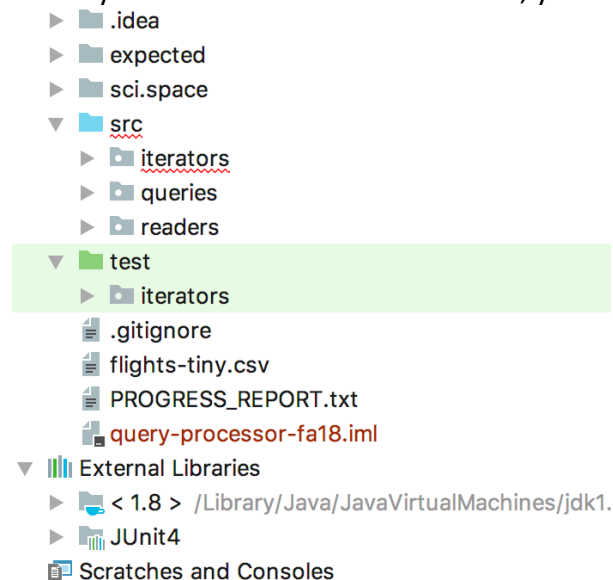 .idea
expected
sci.space
src
iterators
queries
readers
test
iterators
.gitignore
flights-tiny.csv
PROGRESS_REPORT.txt
query-processor-fa18.iml
External Libraries
< 1.8 > /Library/Java/JavaVirtualMachines/jdk1.
JUnit4
Scratches and Consoles